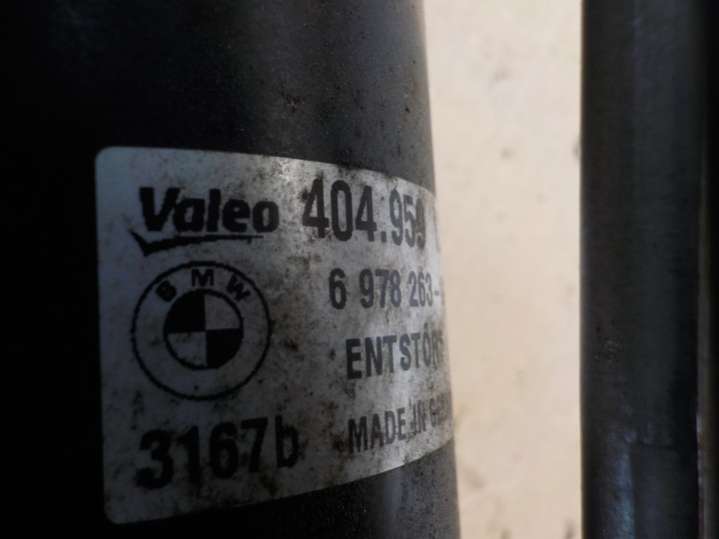 Valeo 404.959
BMW
6 978 263-
ENTSTÖR
MADE IN
3167b